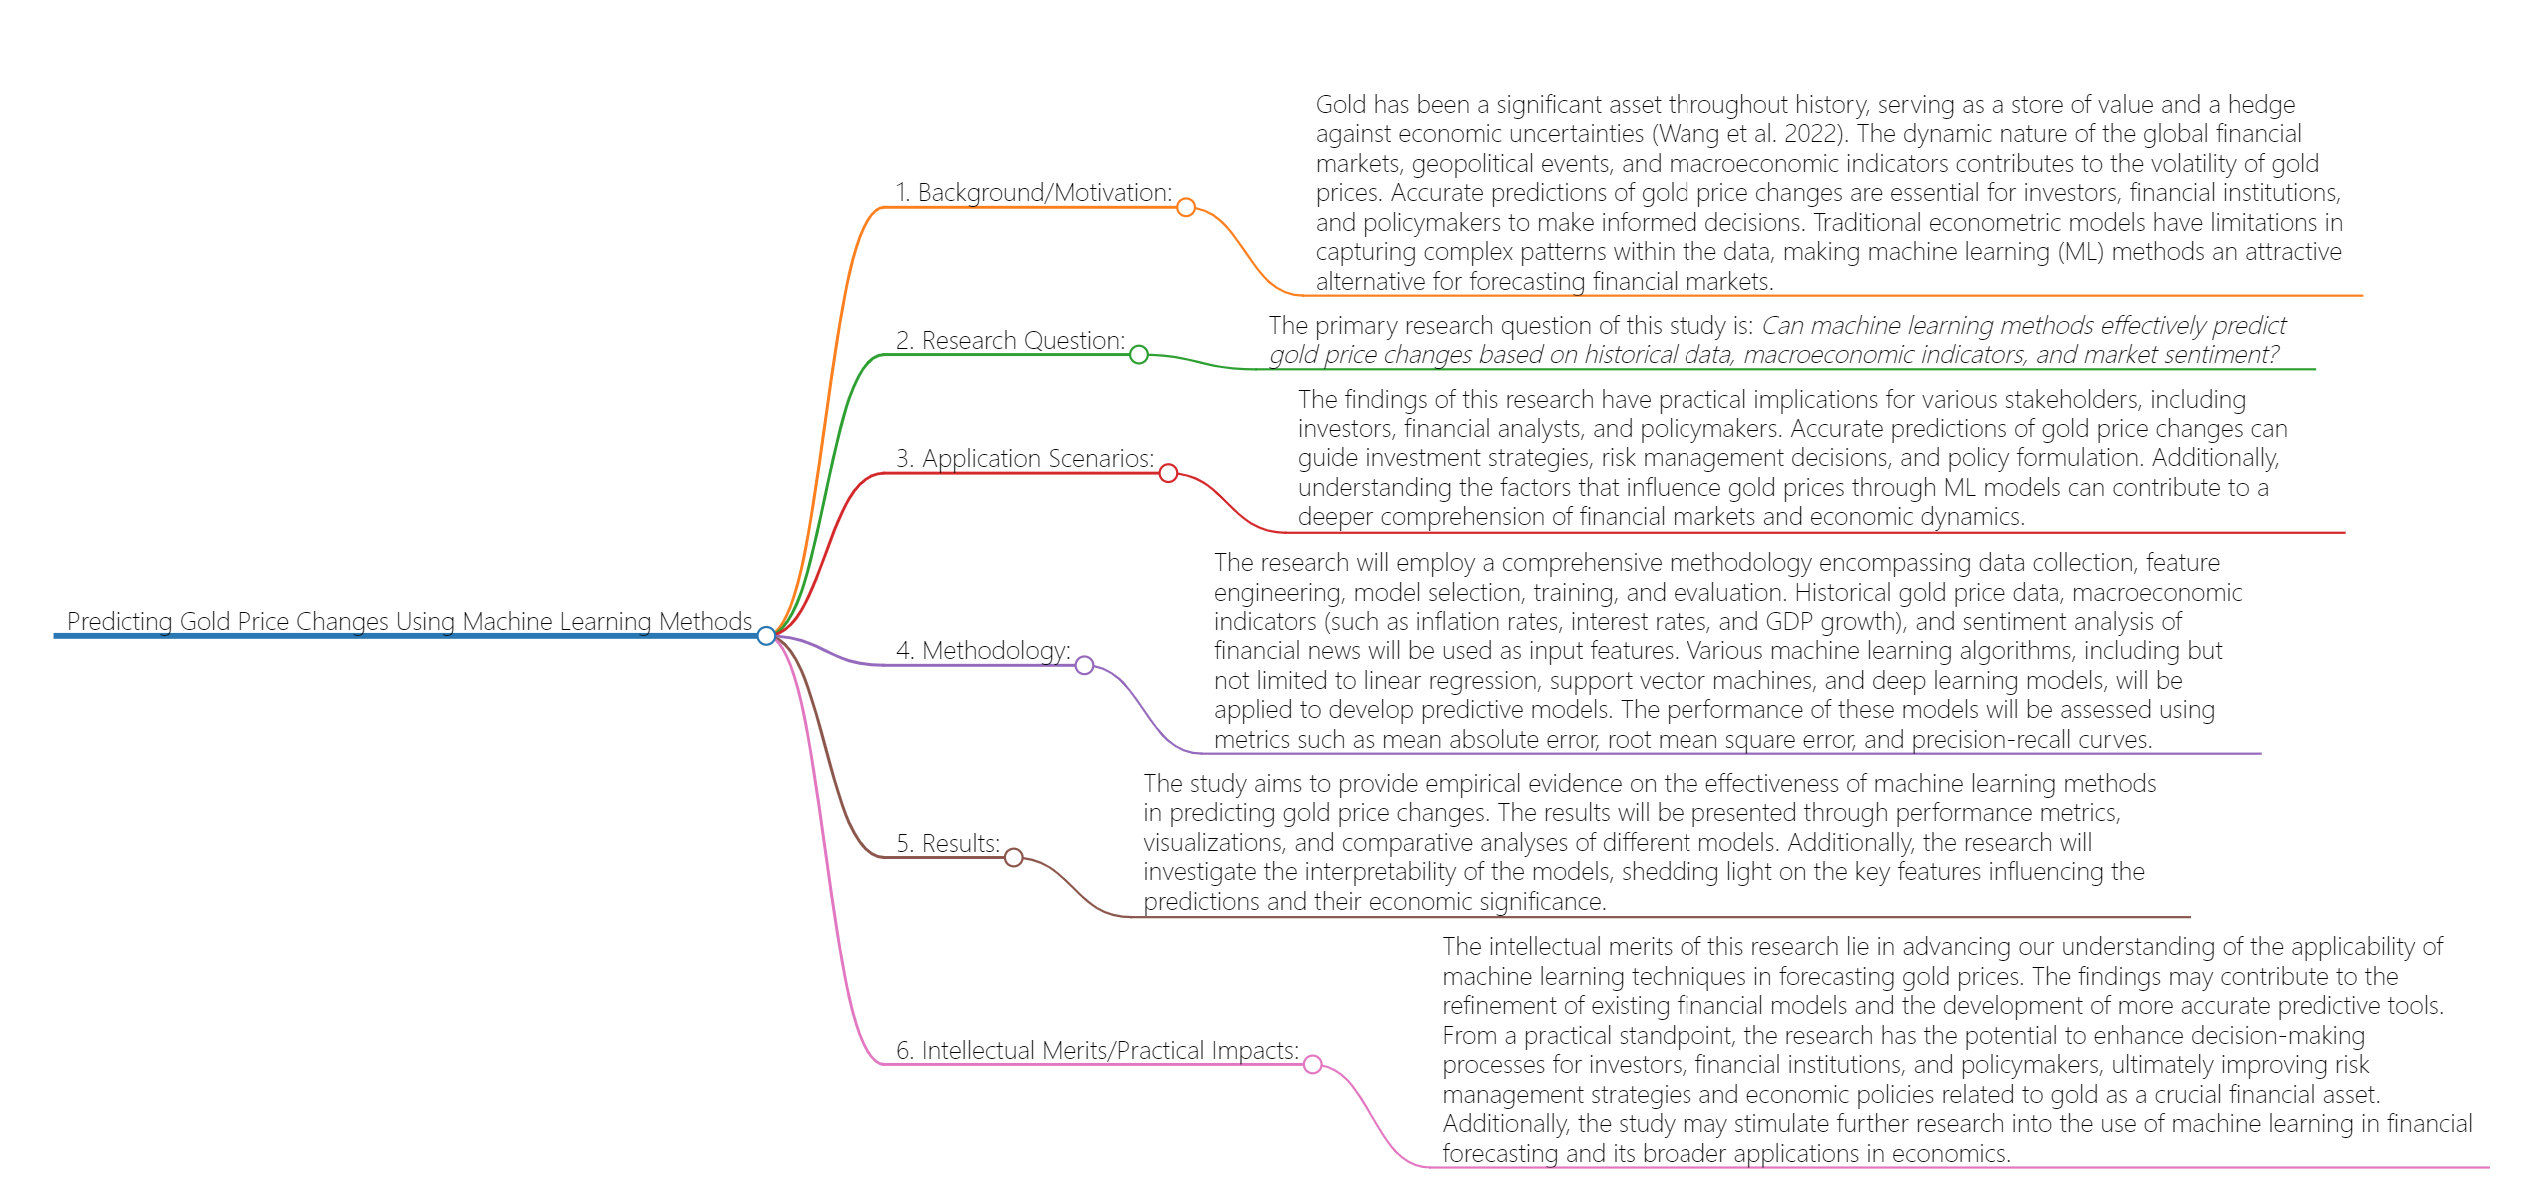 Predicting Gold Price Changes Using Machine Learning Methods
1. Background/Motivation:
Gold has been a significant asset throughout history, serving as a store of value and a hedge
against economic uncertainties (Wang et al. 2022). The dynamic nature of the global financial
markets, geopolitical events, and macroeconomic indicators contributes to the volatility of gold
prices. Accurate predictions of gold price changes are essential for investors, financial institutions,
and policymakers to make informed decisions. Traditional econometric models have limitations in
capturing complex patterns within the data, making machine learning (ML) methods an attractive
alternative for forecasting financial markets.
2. Research Question:
The primary research question of this study is: Can machine learning methods effectively predict
gold price changes based on historical data, macroeconomic indicators, and market sentiment?
3. Application Scenarios:
The findings of this research have practical implications for various stakeholders, including
investors, financial analysts, and policymakers. Accurate predictions of gold price changes can
guide investment strategies, risk management decisions, and policy formulation. Additionally,
understanding the factors that influence gold prices through ML models can contribute to a
deeper comprehension of financial markets and economic dynamics.
4. Methodology:
The research will employ a comprehensive methodology encompassing data collection, feature
engineering, model selection, training, and evaluation. Historical gold price data, macroeconomic
indicators (such as inflation rates, interest rates, and GDP growth), and sentiment analysis of
financial news will be used as input features. Various machine learning algorithms, including but
not limited to linear regression, support vector machines, and deep learning models, will be
applied to develop predictive models. The performance of these models will be assessed using
metrics such as mean absolute error, root mean square error, and precision-recall curves.
5. Results:
The study aims to provide empirical evidence on the effectiveness of machine learning methods
in predicting gold price changes. The results will be presented through performance metrics,
visualizations, and comparative analyses of different models. Additionally, the research will
investigate the interpretability of the models, shedding light on the key features influencing the
predictions and their economic significance.
6. Intellectual Merits/Practical Impacts:
The intellectual merits of this research lie in advancing our understanding of the applicability of
machine learning techniques in forecasting gold prices. The findings may contribute to the
refinement of existing financial models and the development of more accurate predictive tools.
From a practical standpoint, the research has the potential to enhance decision-making
processes for investors, financial institutions, and policymakers, ultimately improving risk
management strategies and economic policies related to gold as a crucial financial asset.
Additionally, the study may stimulate further research into the use of machine learning in financial
forecasting and its broader applications in economics.